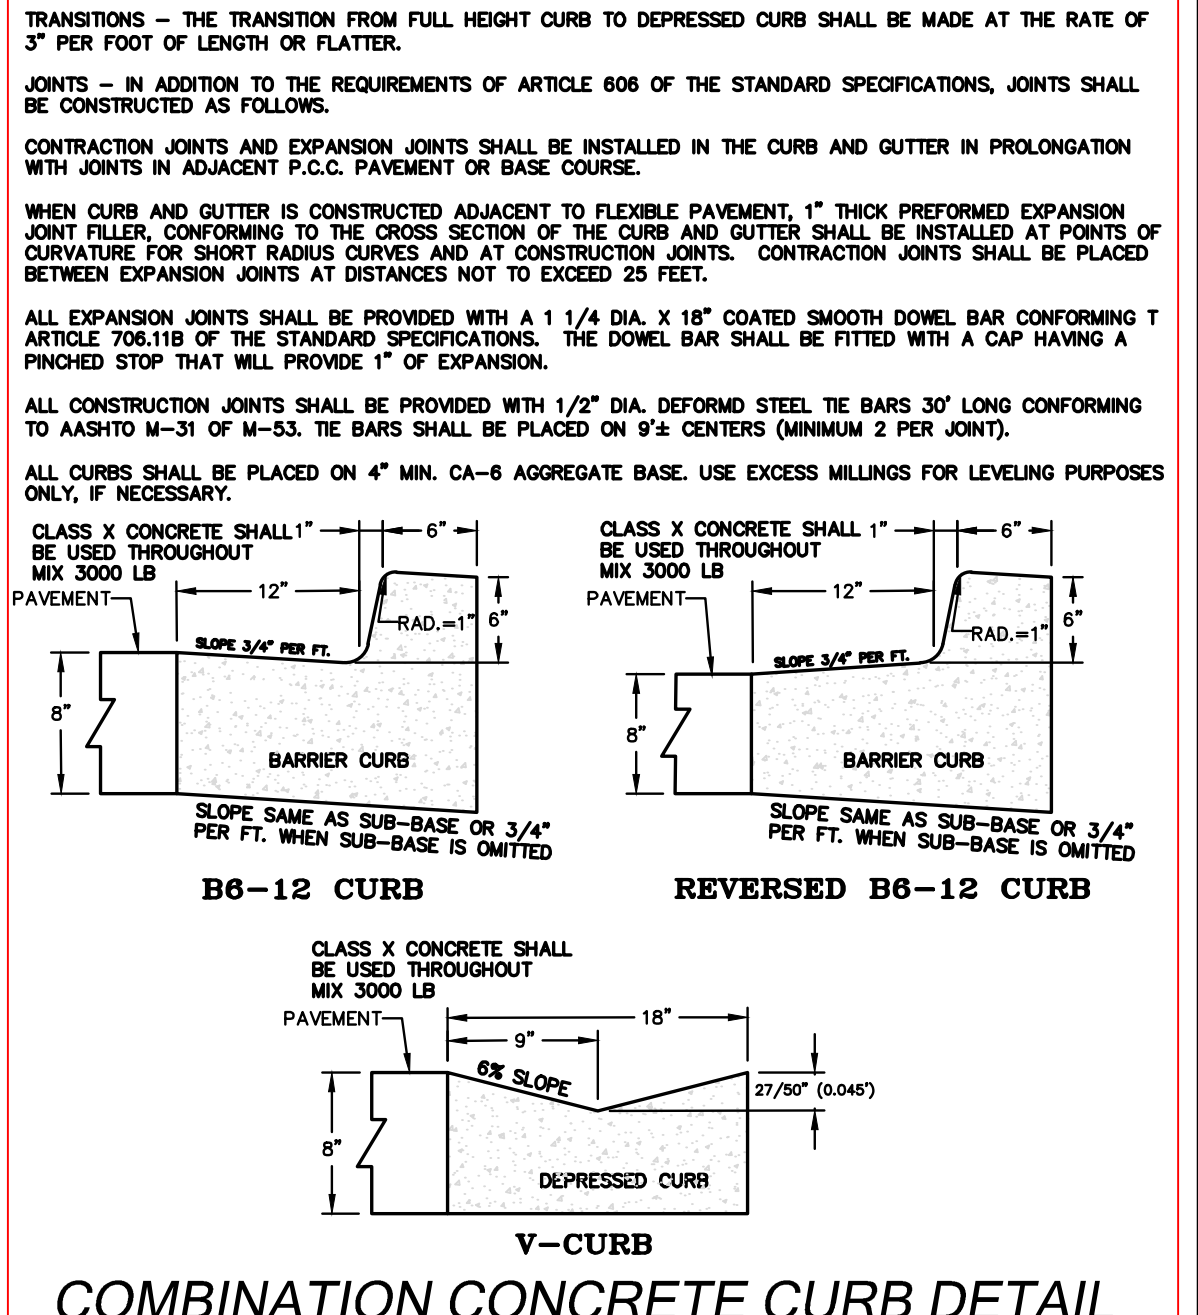 TRANSITIONS – THE TRANSITION FROM FULL HEIGHT CURB TO DEPRESSED CURB SHALL BE MADE AT THE RATE OF
3" PER FOOT OF LENGTH OR FLATTER.
JOINTS – IN ADDITION TO THE REQUIREMENTS OF ARTICLE 606 OF THE STANDARD SPECIFICATIONS, JOINTS SHALL
BE CONSTRUCTED AS FOLLOWS.
CONTRACTION JOINTS AND EXPANSION JOINTS SHALL BE INSTALLED IN THE CURB AND GUTTER IN PROLONGATION
WITH JOINTS IN ADJACENT P.C.C. PAVEMENT OR BASE COURSE.
WHEN CURB AND GUTTER IS CONSTRUCTED ADJACENT TO FLEXIBLE PAVEMENT, 1" THICK PREFORMED EXPANSION
JOINT FILLER, CONFORMING TO THE CROSS SECTION OF THE CURB AND GUTTER SHALL BE INSTALLED AT POINTS OF
CURVATURE FOR SHORT RADIUS CURVES AND AT CONSTRUCTION JOINTS. CONTRACTION JOINTS SHALL BE PLACED
BETWEEN EXPANSION JOINTS AT DISTANCES NOT TO EXCEED 25 FEET.
ALL EXPANSION JOINTS SHALL BE PROVIDED WITH A 1 1/4 DIA. X 18" COATED SMOOTH DOWEL BAR CONFORMING T
ARTICLE 706.11B OF THE STANDARD SPECIFICATIONS. THE DOWEL BAR SHALL BE FITTED WITH A CAP HAVING A
PINCHED STOP THAT WILL PROVIDE 1" OF EXPANSION.
ALL CONSTRUCTION JOINTS SHALL BE PROVIDED WITH 1/2" DIA. DEFORMD STEEL TIE BARS 30' LONG CONFORMING
TO AASHTO M–31 OF M–53. TIE BARS SHALL BE PLACED ON 9'± CENTERS (MINIMUM 2 PER JOINT).
ALL CURBS SHALL BE PLACED ON 4" MIN. CA–6 AGGREGATE BASE. USE EXCESS MILLINGS FOR LEVELING PURPOSES
ONLY, IF NECESSARY.
CLASS X CONCRETE SHALL
BE USED THROUGHOUT
MIX 3000 LB
1"
6"
12"
PAVEMENT
RAD.=1"
6"
SLOPE 3/4" PER FT.
8"
BARRIER CURB
SLOPE SAME AS SUB–BASE OR 3/4"
PER FT. WHEN SUB–BASE IS OMITTED
B6–12 CURB
CLASS X CONCRETE SHALL
BE USED THROUGHOUT
MIX 3000 LB
1"
6"
12"
PAVEMENT
RAD.=1"
6"
SLOPE 3/4" PER FT.
8"
BARRIER CURB
SLOPE SAME AS SUB–BASE OR 3/4"
PER FT. WHEN SUB–BASE IS OMITTED
REVERSED B6–12 CURB
CLASS X CONCRETE SHALL
BE USED THROUGHOUT
MIX 3000 LB
PAVEMENT
18"
9"
6% SLOPE
27/50" (0.045')
8"
DEPRESSED CURB
V–CURB
COMBINATION CONCRETE CURB DETAIL